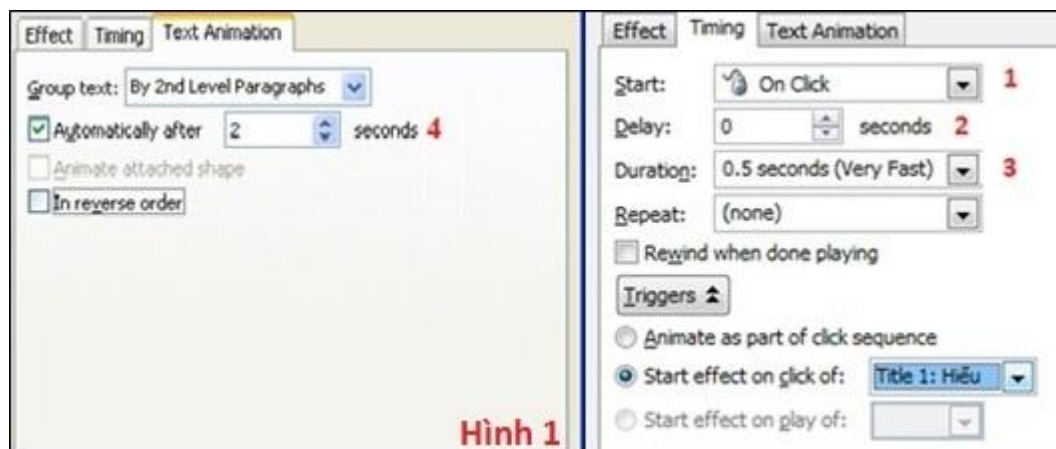 Effect Timing Text Animation
Group text: By 2nd Level Paragraphs
Automatically after 2 seconds 4
Animate attached shape
In reverse order
Hình 1
Effect Timing Text Animation
Start: On Click 1
Delay: 0 seconds 2
Duration: 0.5 seconds (Very Fast) 3
Repeat: (none)
Rewind when done playing
Triggers
Animate as part of click sequence
Start effect on click of: Title 1: Hiếu
Start effect on play of: